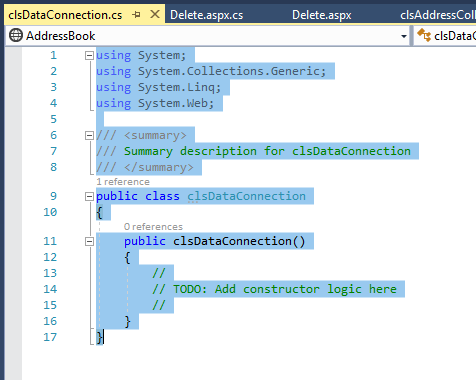 clsDataConnection.cs Delete.aspx.cs Delete.aspx clsAddressColl
AddressBook clsDataCon
1 using System;
2 using System.Collections.Generic;
3 using System.Linq;
4 using System.Web;
5
6 /// <summary>
7 /// Summary description for clsDataConnection
8 /// </summary>
1 reference
9 public class clsDataConnection
10 {
0 references
11 public clsDataConnection()
12 {
13 //
14 // TODO: Add constructor logic here
15 //
16 }
17 }